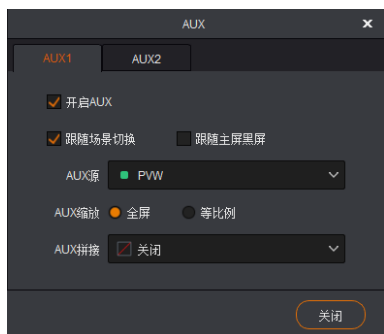 AUX
AUX1 AUX2
开启AUX
跟随场景切换 跟随主屏黑屏
AUX源 PVW
AUX缩放 全屏 等比例
AUX拼接 关闭
关闭